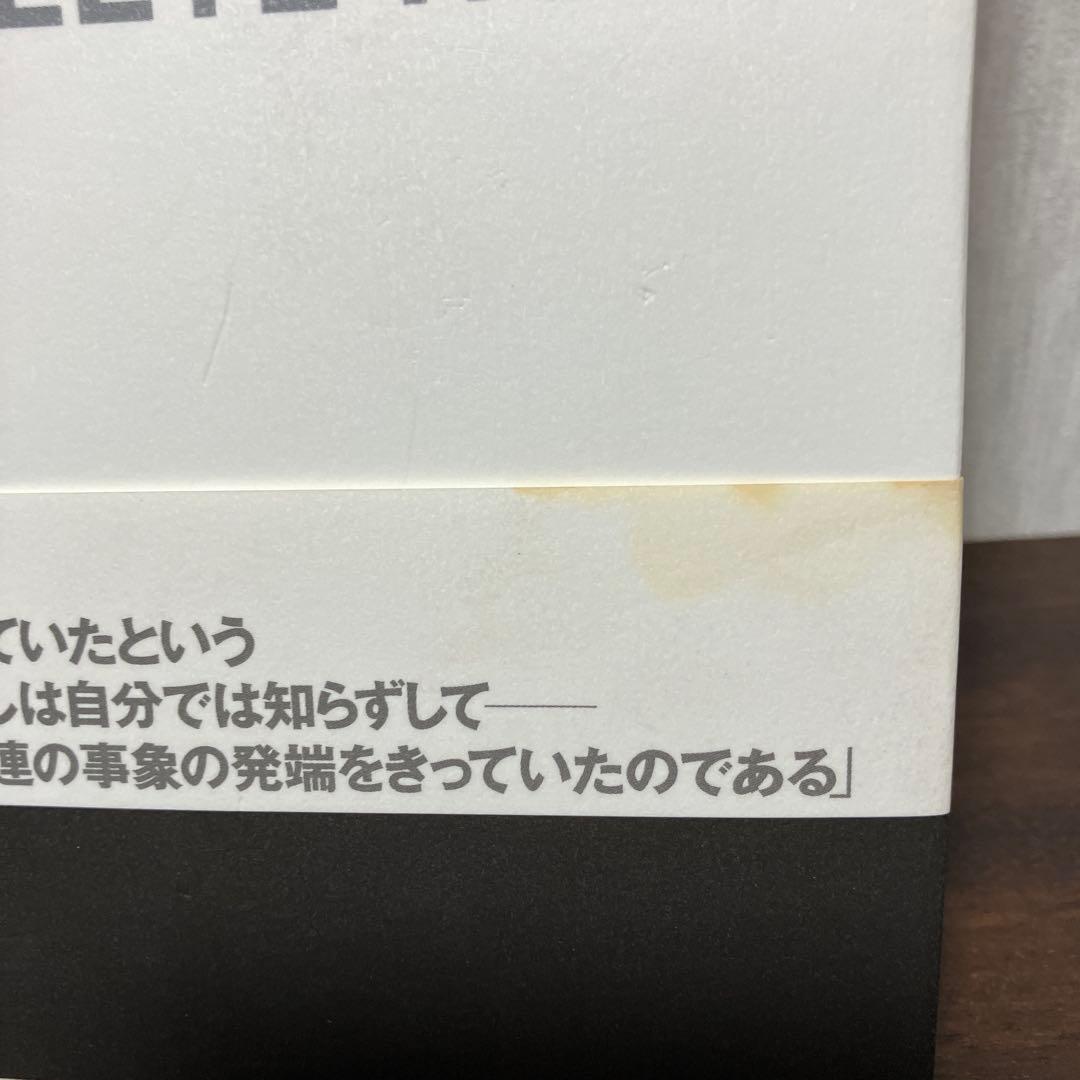 ていたという
しは自分では知らずして――
連の事象の発端をきっていたのである」